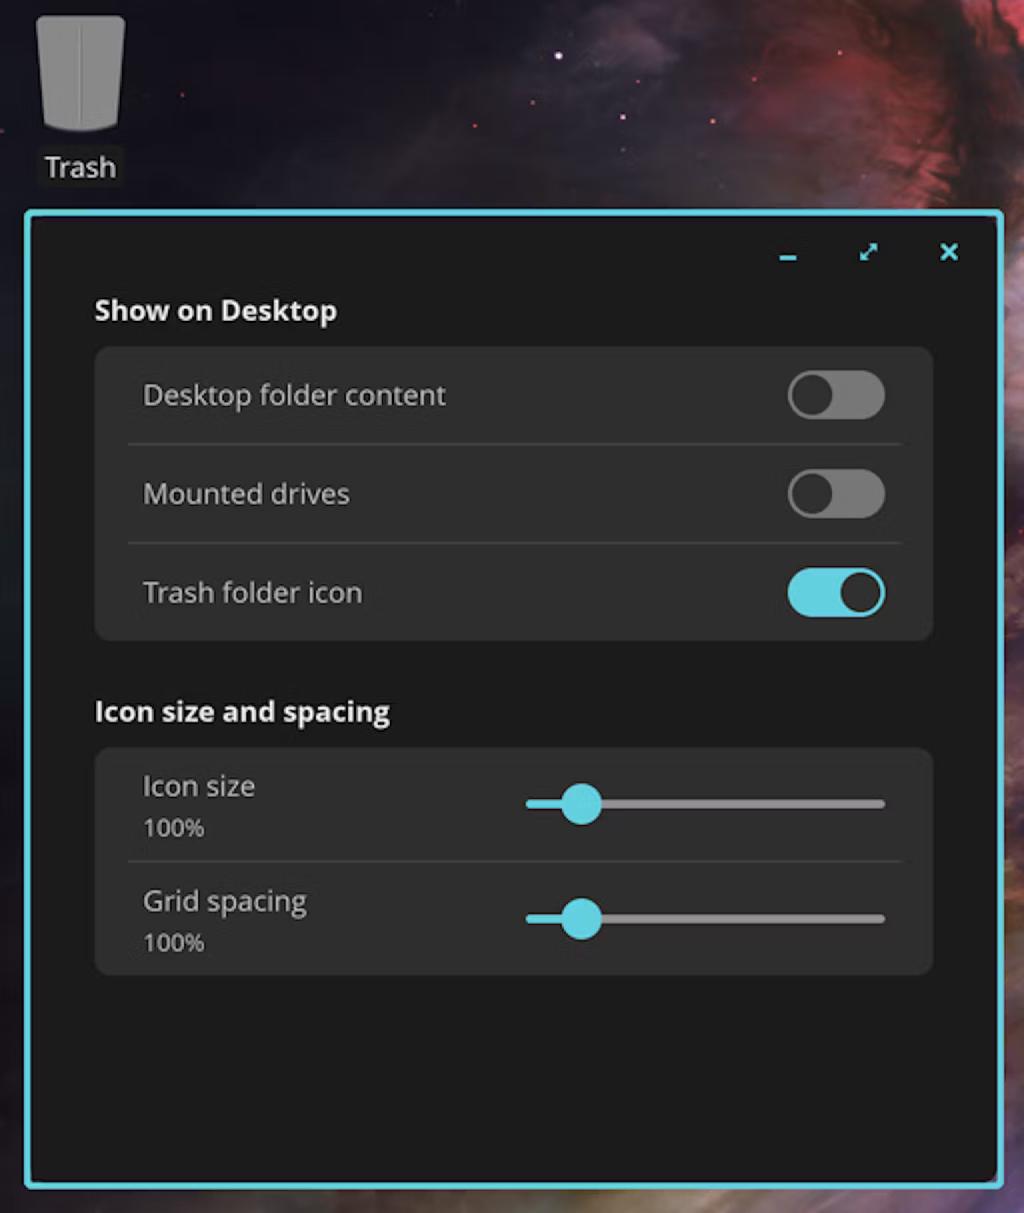 Trash
Show on Desktop
Desktop folder content
Mounted drives
Trash folder icon
Icon size and spacing
Icon size
100%
Grid spacing
100%